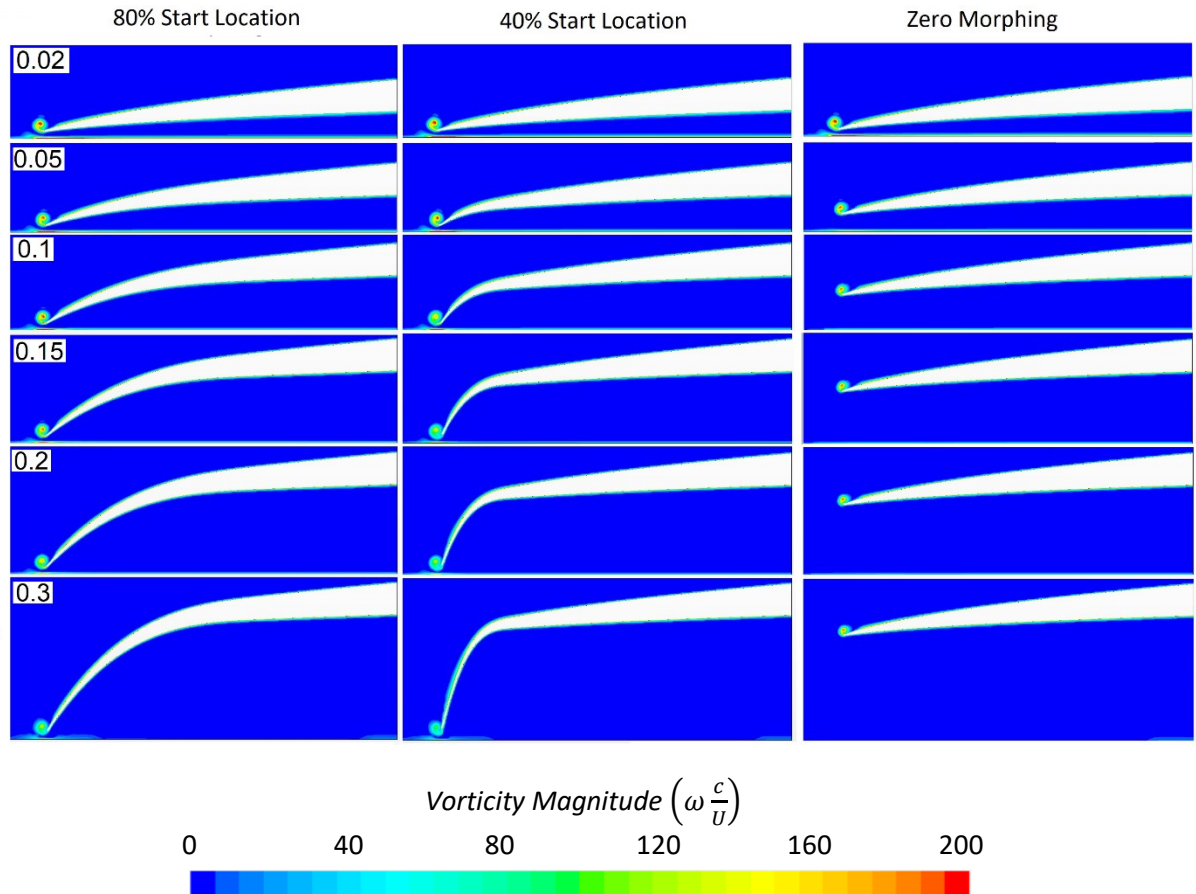 80% Start Location 40% Start Location Zero Morphing
0.02
0.05
0.1
0.15
0.2
0.3
Vorticity Magnitude (ω c/U)
0 40 80 120 160 200